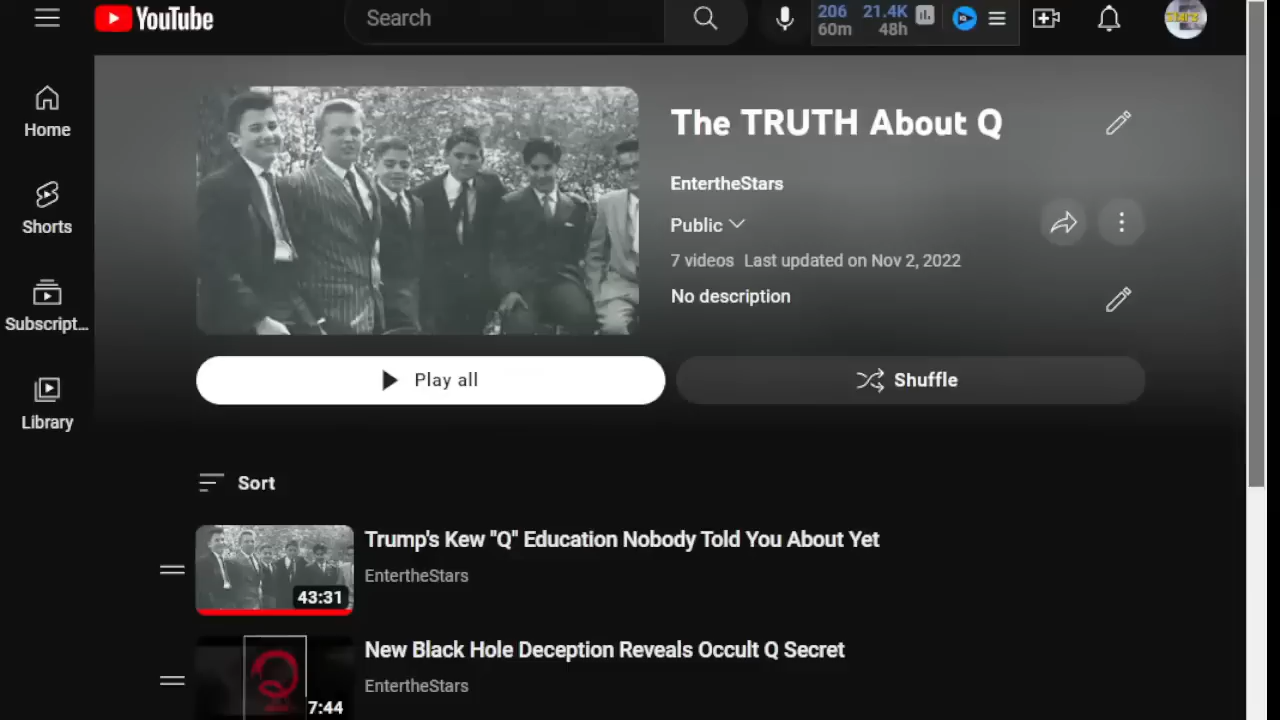 YouTube
Search
206 21.4K
60m 48h
Home
Shorts
Subscript...
Library
The TRUTH About Q
EntertheStars
Public
7 videos Last updated on Nov 2, 2022
No description
Play all
Shuffle
Sort
Trump's Kew "Q" Education Nobody Told You About Yet
EntertheStars
43:31
New Black Hole Deception Reveals Occult Q Secret
EntertheStars
7:44